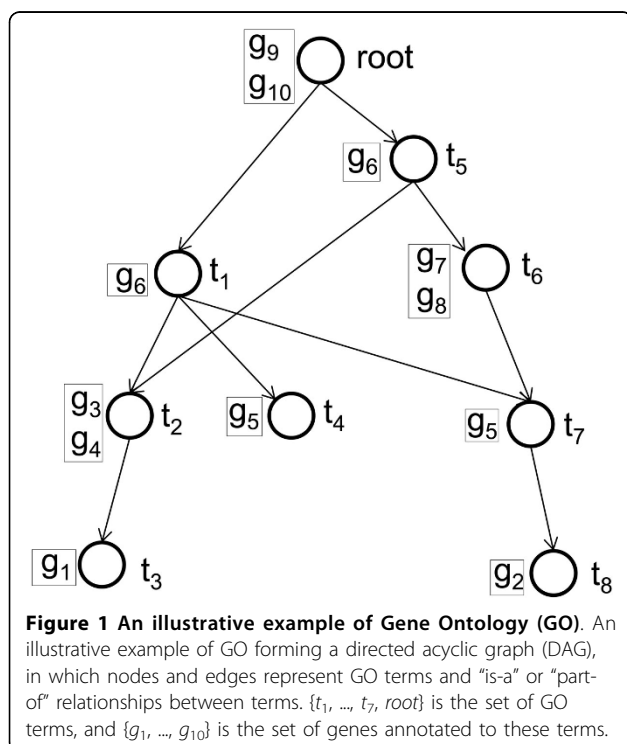 g₉ root
g₁₀
g₆ t₅
g₆ t₁
g₇ t₆
g₈
g₃ t₂
g₄
g₅ t₄
g₅ t₇
g₁ t₃
g₂ t₈
Figure 1 An illustrative example of Gene Ontology (GO). An
illustrative example of GO forming a directed acyclic graph (DAG),
in which nodes and edges represent GO terms and “is-a” or “part-
of” relationships between terms. {t₁, ..., t₇, root} is the set of GO
terms, and {g₁, ..., g₁₀} is the set of genes annotated to these terms.